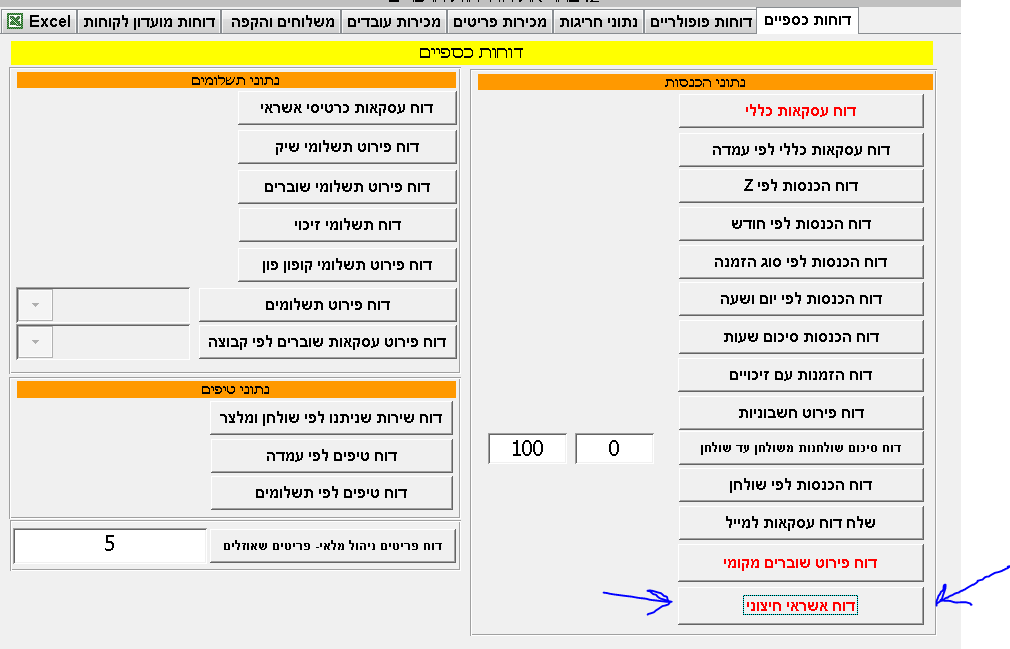 דוחות כספיים
דוחות פופולריים
נתוני חריגות
מכירות פריטים
מכירות עובדים
משלוחים והקפה
דוחות מועדון לקוחות
Excel
דוחות כספיים
נתוני הכנסות
דוח עסקאות כללי
דוח עסקאות כללי לפי עמדה
דוח הכנסות לפי Z
דוח הכנסות לפי חודש
דוח הכנסות לפי סוג הזמנה
דוח הכנסות לפי יום ושעה
דוח הכנסות סיכום שעות
דוח הזמנות עם זיכויים
דוח פירוט חשבוניות
דוח סיכום שולחנות משולחן עד שולחן
0
100
דוח הכנסות לפי שולחן
שלח דוח עסקאות למייל
דוח פירוט שוברים מקומי
דוח אשראי חיצוני
נתוני תשלומים
דוח עסקאות כרטיסי אשראי
דוח פירוט תשלומי שיק
דוח פירוט תשלומי שוברים
דוח תשלומי זיכוי
דוח פירוט תשלומי קופון פון
דוח פירוט תשלומים
דוח פירוט עסקאות שוברים לפי קבוצה
נתוני טיפים
דוח שירות שניתנו לפי שולחן ומלצר
דוח טיפים לפי עמדה
דוח טיפים לפי תשלומים
דוח פריטים ניהול מלאי- פריטים שאוזלים
5